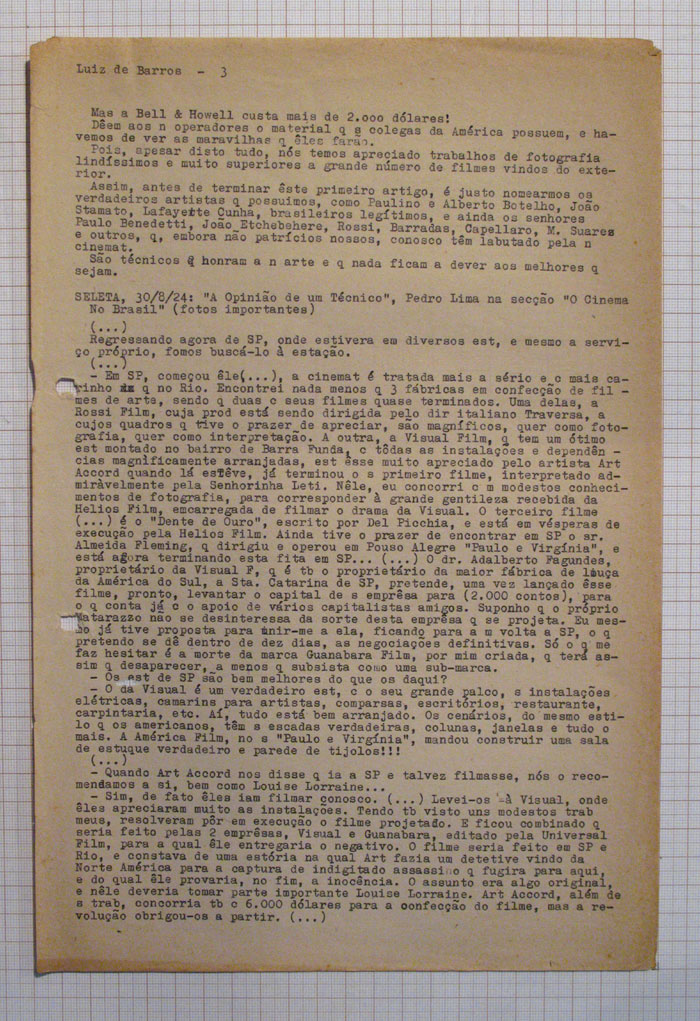 Luiz de Barros - 3
Mas a Bell & Howell custa mais de 2.000 dólares!
Dêem aos n operadores o material q s colegas da América possuem, e ha-
vemos de ver as maravilhas q êles farão.
Pois, apesar disto tudo, nós temos apreciado trabalhos de fotografia
lindíssimos e muito superiores a grande número de filmes vindos do exte-
rior.
Assim, antes de terminar êste primeiro artigo, é justo nomearmos os
verdadeiros artistas q possuimos, como Paulino e Alberto Botelho, João
Stamato, Lafayette Cunha, brasileiros legítimos, e ainda os senhores
Paulo Benedetti, João Etchebehere, Rossi, Barradas, Capellaro, M. Suares
e outros, q, embora não patrícios nossos, conosco têm labutado pela n
cinemat.
São técnicos q honram a n arte e q nada ficam a dever aos melhores q
sejam.
SELETA, 30/8/24: "A Opinião de um Técnico", Pedro Lima na secção "O Cinema
No Brasil" (fotos importantes)
(...)
Regressando agora de SP, onde estivera em diversos est, e mesmo a servi-
ço próprio, fomos buscá-lo à estação.
(...)
- Em SP, começou êle(...), a cinemat é tratada mais a sério e c mais ca-
rinho q no Rio. Encontrei nada menos q 3 fábricas em confecção de fil -
mes de arte, sendo q duas c seus filmes quase terminados. Uma delas, a
Rossi Film, cuja prod está sendo dirigida pelo dir italiano Traversa, a
cujos quadros q tive o prazer de apreciar, são magníficos, quer como foto-
grafia, quer como interpretação. A outra, a Visual Film, q tem um ótimo
est montado no bairro de Barra Funda, c tôdas as instalações e dependên -
cias magnificamente arranjadas, est êsse muito apreciado pelo artista Art
Accord quando lá estêve, já terminou o s primeiro filme, interpretado ad-
miràvelmente pela Senhorinha Leti. Nêle, eu concorri c m modestos conheci-
mentos de fotografia, para corresponder à grande gentileza recebida da
Helios Film, emcarregada de filmar o drama da Visual. O terceiro filme
(...) é o "Dente de Ouro", escrito por Del Picchia, e está em vésperas de
execução pela Helios Film. Ainda tive o prazer de encontrar em SP o sr.
Almeida Fleming, q dirigiu e operou em Pouso Alegre "Paulo e Virgínia", e
está agora terminando esta fita em SP... (...) O dr. Adalberto Fagundes,
proprietário da Visual F, q é tb o proprietário da maior fábrica de louça
da América do Sul, a Sta. Catarina de SP, pretende, uma vez lançado êsse
filme, pronto, levantar o capital de s emprêsa para (2.000 contos), para
o q conta já c o apoio de vários capitalistas amigos. Suponho q o próprio
Matarazzo não se desinteressa da sorte desta emprêsa q se projeta. Eu mes-
mo já tive proposta para unir-me a ela, ficando para a m volta a SP, o q
pretendo se dê dentro de dez dias, as negociações definitivas. Só o q me
faz hesitar é a morte da marca Guanabara Film, por mim criada, q terá as-
sim q desaparecer, a menos q subsista como uma sub-marca.
- Os est de SP são bem melhores do que os daqui?
- O da Visual é um verdadeiro est, c o seu grande palco, s instalações
elétricas, camarins para artistas, comparsas, escritórios, restaurante,
carpintaria, etc. Aí, tudo está bem arranjado. Os cenários, do mesmo esti-
lo q os americanos, têm s escadas verdadeiras, colunas, janelas e tudo o
mais. A América Film, no s "Paulo e Virgínia", mandou construir uma sala
de estuque verdadeiro e parede de tijolos!!!
(...)
- Quando Art Accord nos disse q ia a SP e talvez filmasse, nós o reco-
mendamos a si, bem como Louise Lorraine...
- Sim, de fato êles iam filmar conosco. (...) Levei-os à Visual, onde
êles apreciaram muito as instalações. Tendo tb visto uns modestos trab
meus, resolveram pôr em execução o filme projetado. E ficou combinado q
seria feito pelas 2 emprêsas, Visual e Guanabara, editado pela Universal
Film, para a qual êle entregaria o negativo. O filme seria feito em SP e
Rio, e constava de uma estória na qual Art fazia um detetive vindo da
Norte América para a captura de indigitado assassino q fugira para aqui,
e do qual êle provaria, no fim, a inocência. O assunto era algo original,
e nêle deveria tomar parte importante Louise Lorraine. Art Accord, além de
s trab, concorria tb c 6.000 dólares para a confecção do filme, mas a re-
volução obrigou-os a partir. (...)